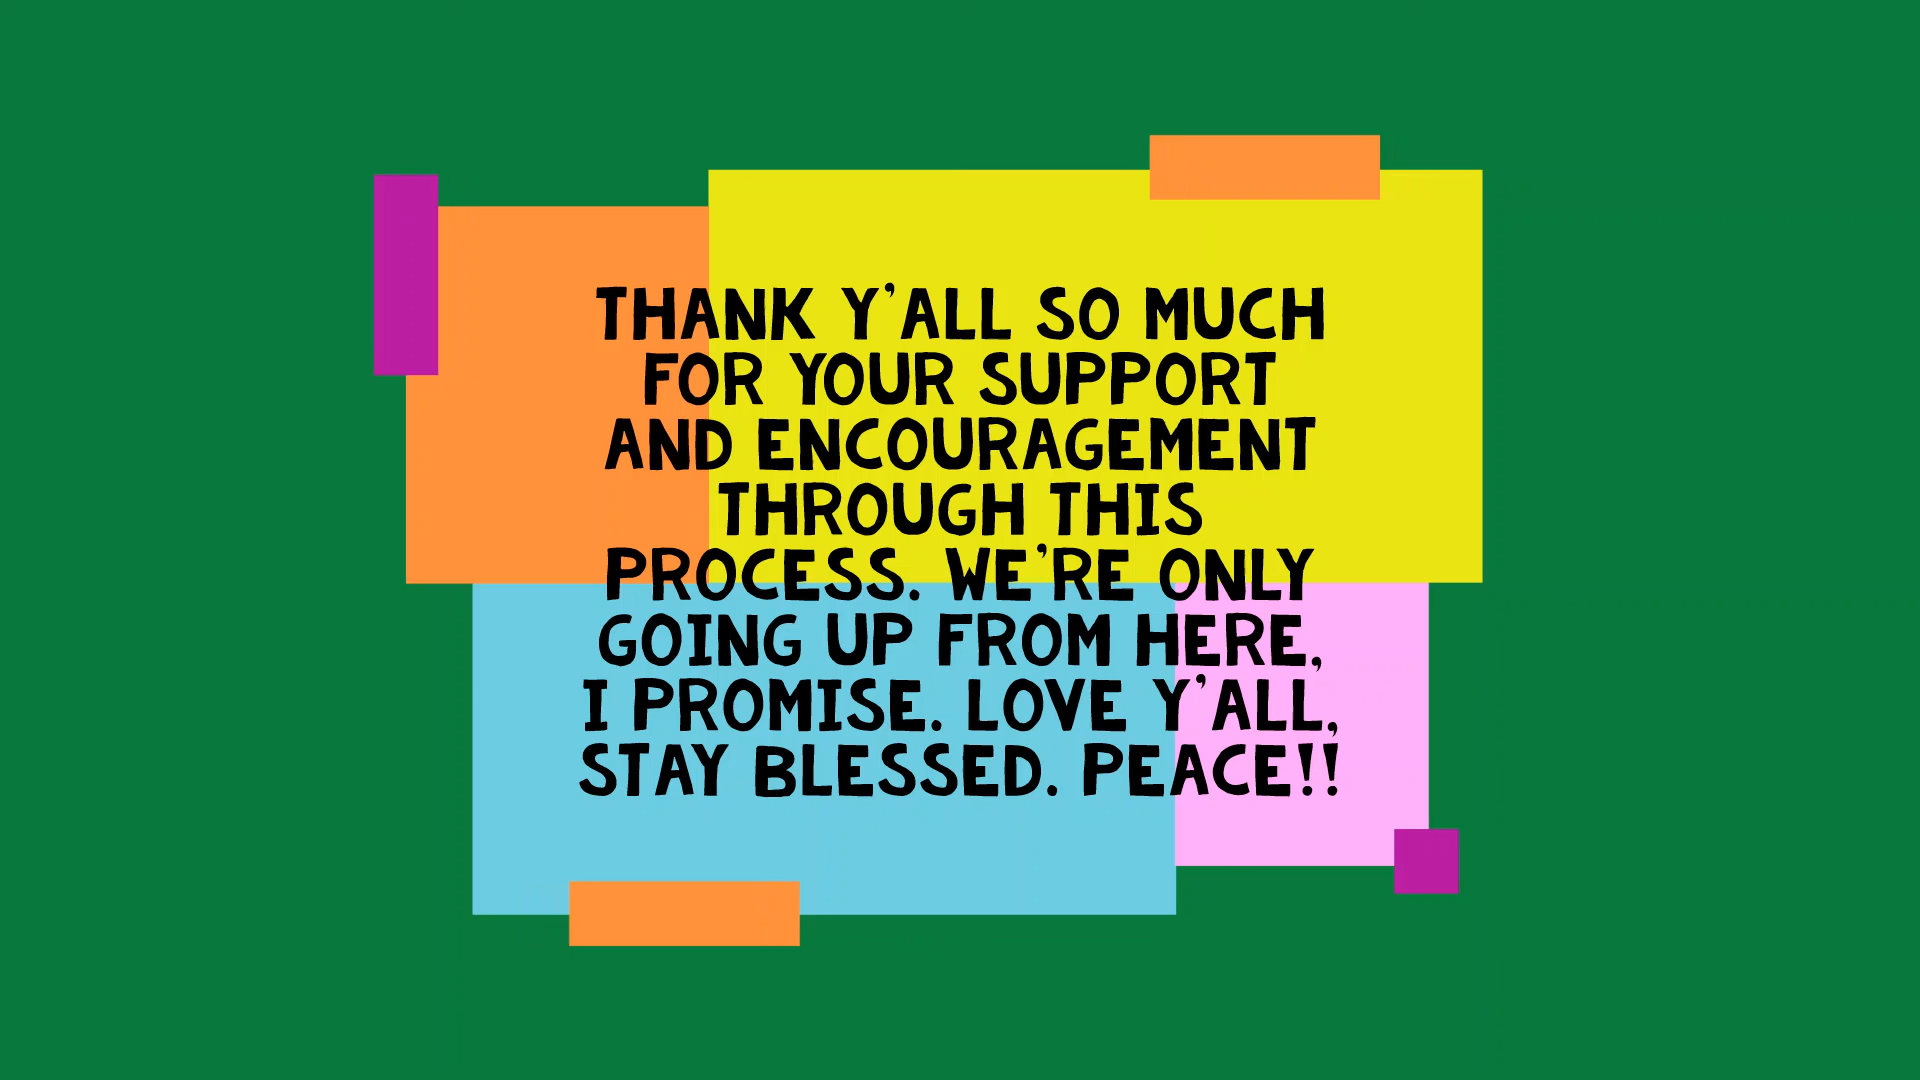 THANK Y'ALL SO MUCH
FOR YOUR SUPPORT
AND ENCOURAGEMENT
THROUGH THIS
PROCESS. WE'RE ONLY
GOING UP FROM HERE,
I PROMISE. LOVE Y'ALL,
STAY BLESSED. PEACE!!